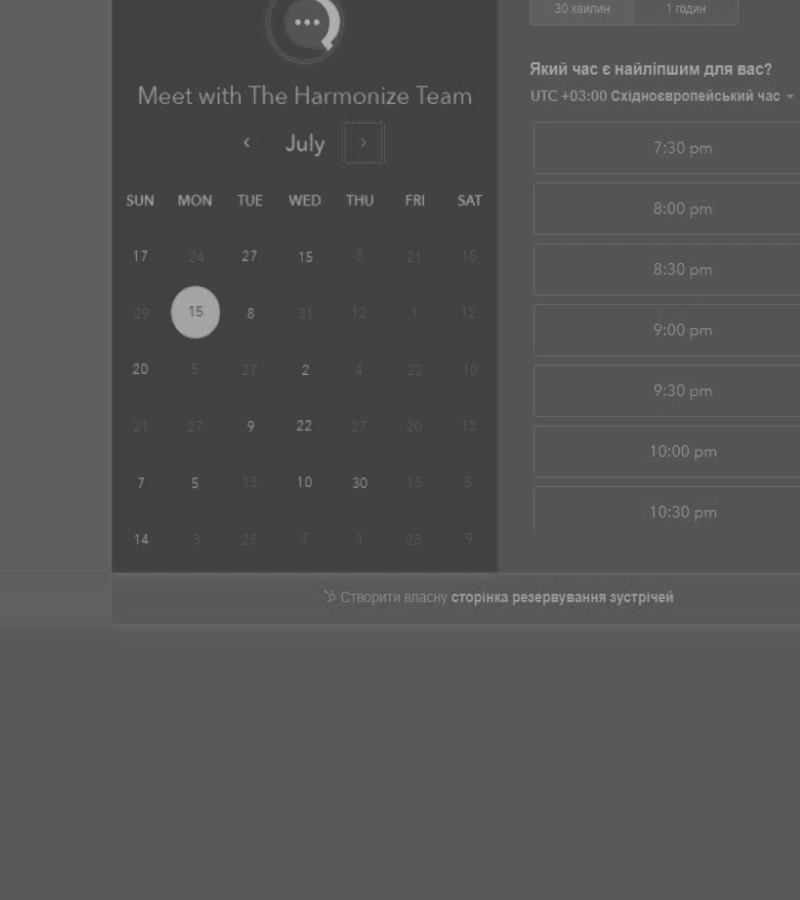 30 хвилин 1 годин
Meet with The Harmonize Team
‹ July ›
SUN MON TUE WED THU FRI SAT
17 24 27 15 8 21 15
29 15 8 31 12 1 12
20 5 27 2 4 22 10
21 27 9 22 27 20 13
7 5 13 10 30 13 5
14 3 25 7 1 28 9
Який час є найліпшим для вас?
UTC +03:00 Східноєвропейський час
7:30 pm
8:00 pm
8:30 pm
9:00 pm
9:30 pm
10:00 pm
10:30 pm
Створити власну сторінка резервування зустрічей